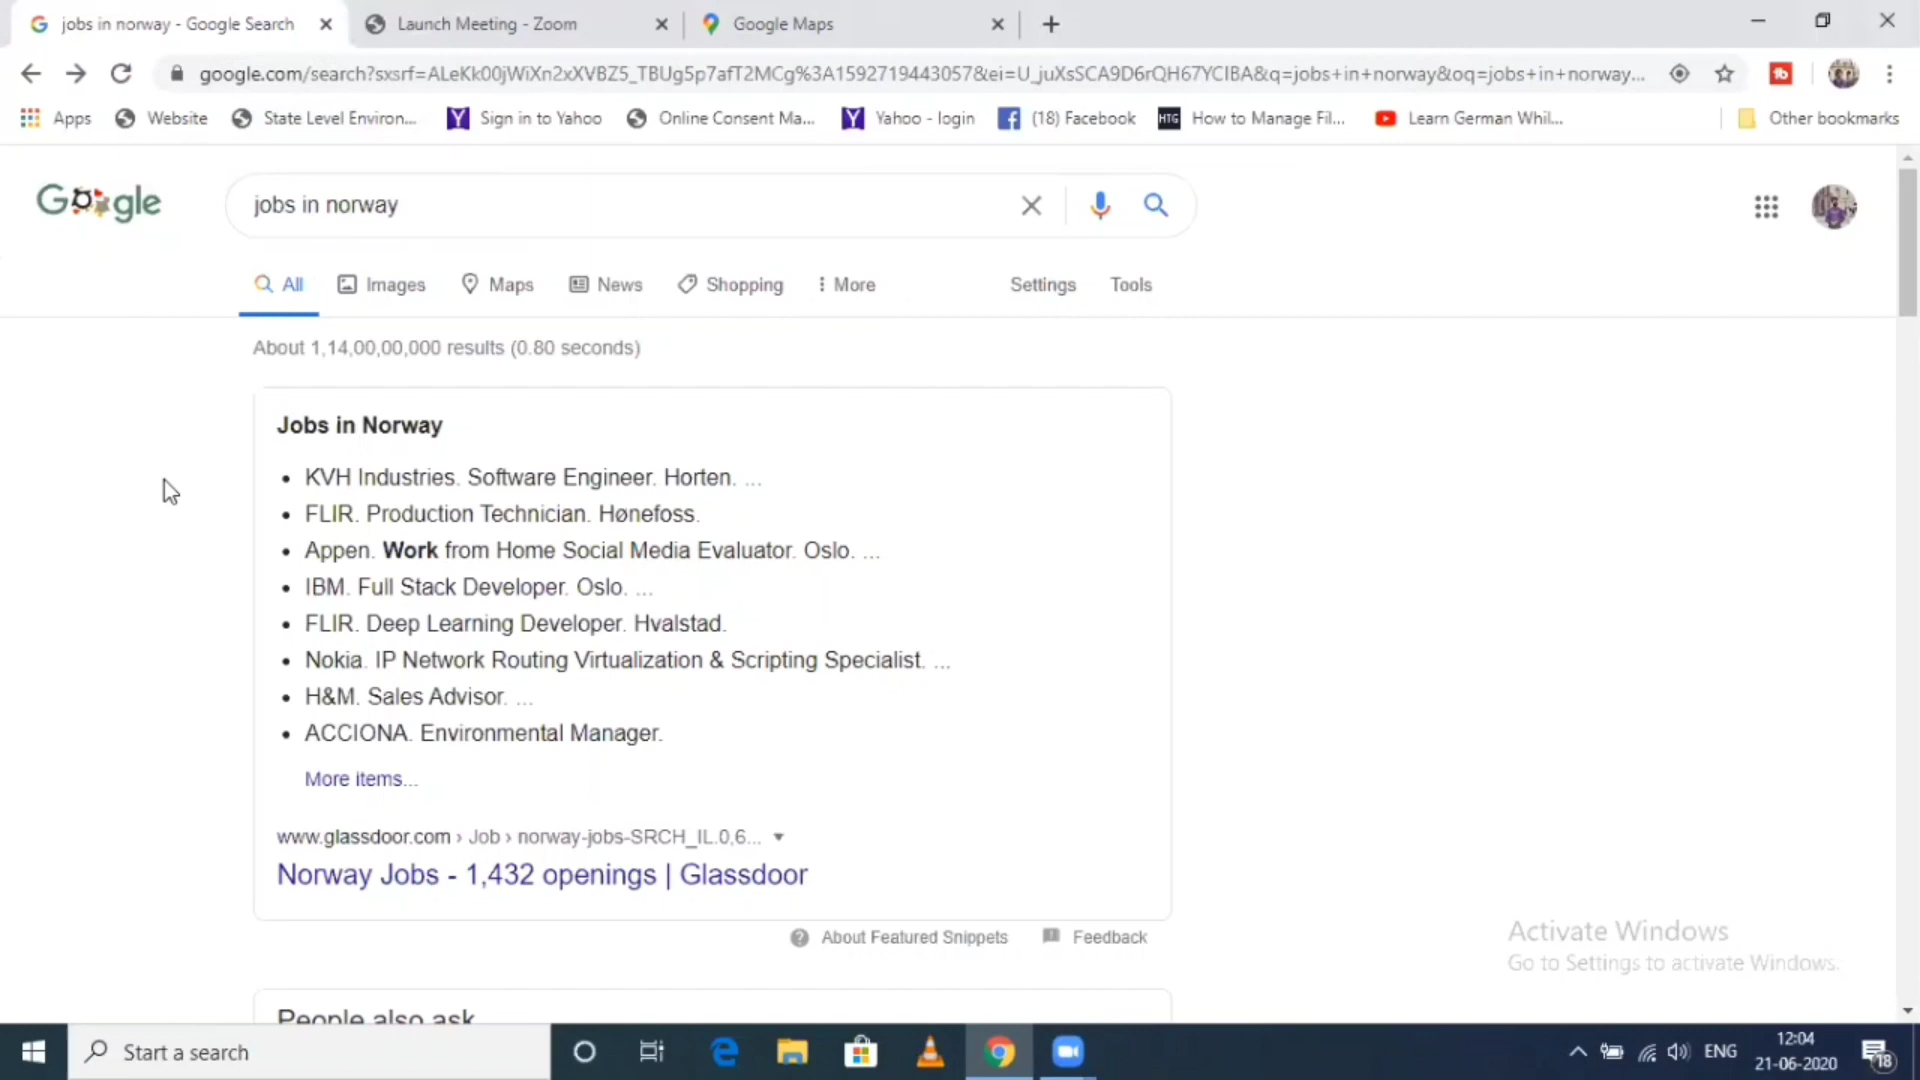 jobs in norway - Google Search
Launch Meeting - Zoom
Google Maps
google.com/search?sxsrf=ALeKk00jWiXn2xXVBZ5_TBUg5p7afT2MCg%3A1592719443057&ei=U_juXsSCA9D6rQH67YCIBA&q=jobs+in+norway&oq=jobs+in+norway...
Apps
Website
State Level Environ...
Sign in to Yahoo
Online Consent Ma...
Yahoo - login
(18) Facebook
HTG How to Manage Fil...
Learn German Whil...
Other bookmarks
Google
jobs in norway
All
Images
Maps
News
Shopping
More
Settings
Tools
About 1,14,00,00,000 results (0.80 seconds)
Jobs in Norway
• KVH Industries. Software Engineer. Horten. ...
• FLIR. Production Technician. Hønefoss.
• Appen. Work from Home Social Media Evaluator. Oslo. ...
• IBM. Full Stack Developer. Oslo. ...
• FLIR. Deep Learning Developer. Hvalstad.
• Nokia. IP Network Routing Virtualization & Scripting Specialist. ...
• H&M. Sales Advisor. ...
• ACCIONA. Environmental Manager.
More items...
www.glassdoor.com › Job › norway-jobs-SRCH_IL.0,6...
Norway Jobs - 1,432 openings | Glassdoor
About Featured Snippets
Feedback
Activate Windows
Go to Settings to activate Windows.
People also ask
Start a search
ENG
12:04
21-06-2020
18